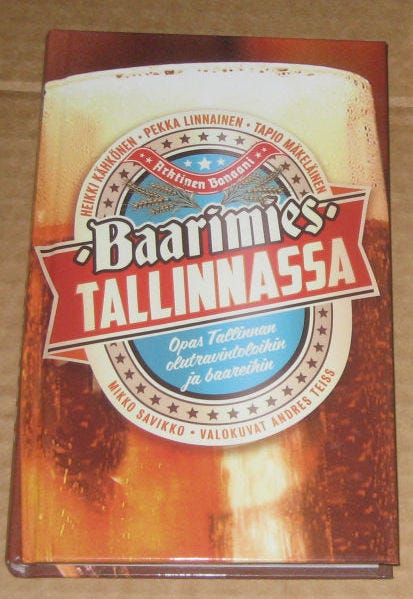 HEIKKI KÄHKÖNEN • PEKKA LINNAINEN • TAPIO MÄKELÄINEN
Arktinen Banaani
•Baarimies•
TALLINNASSA
Opas Tallinnan
olutravintoloihin
ja baareihin
MIKKO SAVIKKO • VALOKUVAT ANDRES TEISS